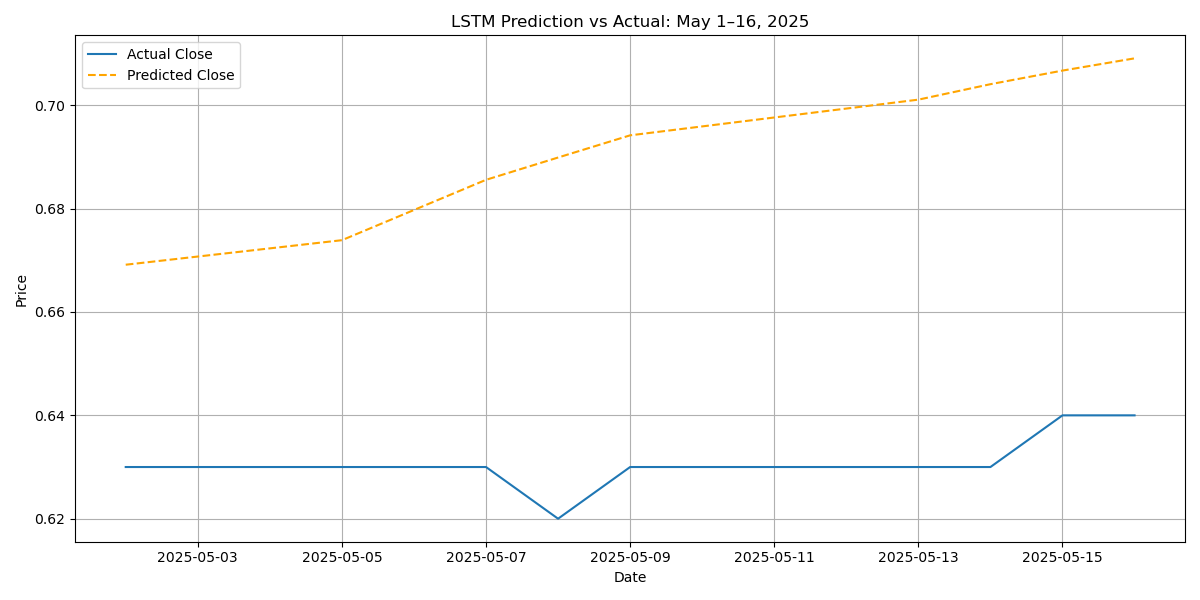 LSTM Prediction vs Actual: May 1–16, 2025
Actual Close
Predicted Close
0.70
0.68
0.66
0.64
0.62
Price
2025-05-03
2025-05-05
2025-05-07
2025-05-09
2025-05-11
2025-05-13
2025-05-15
Date